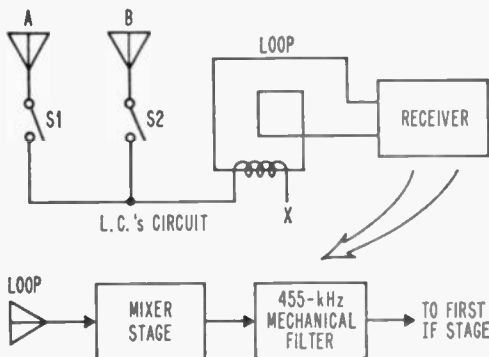 A
B
LOOP
S1
S2
RECEIVER
X
L.C.'s CIRCUIT
LOOP
MIXER
STAGE
455-kHz
MECHANICAL
FILTER
TO FIRST
IF STAGE